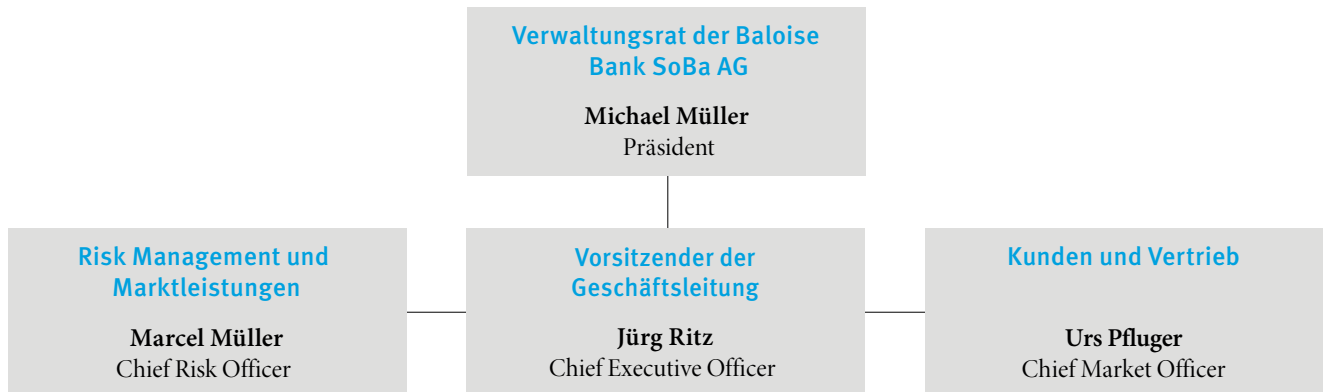 Verwaltungsrat der Baloise
Bank SoBa AG
Michael Müller
Präsident
Risk Management und
Marktleistungen
Marcel Müller
Chief Risk Officer
Vorsitzender der
Geschäftsleitung
Jürg Ritz
Chief Executive Officer
Kunden und Vertrieb
Urs Pfluger
Chief Market Officer